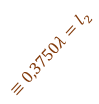 ≡ 0,3750λ = l₂